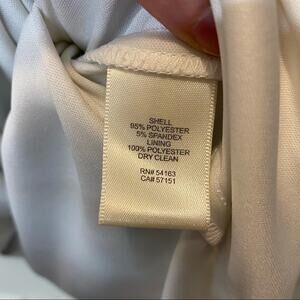 SHELL
95% POLYESTER
5% SPANDEX
LINING
100% POLYESTER
DRY CLEAN
RN# 54163
CA# 57151